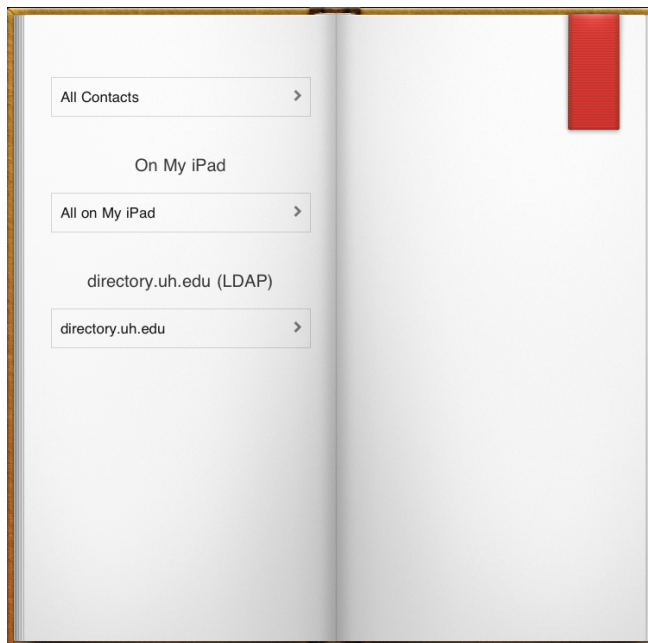 All Contacts
On My iPad
All on My iPad
directory.uh.edu (LDAP)
directory.uh.edu